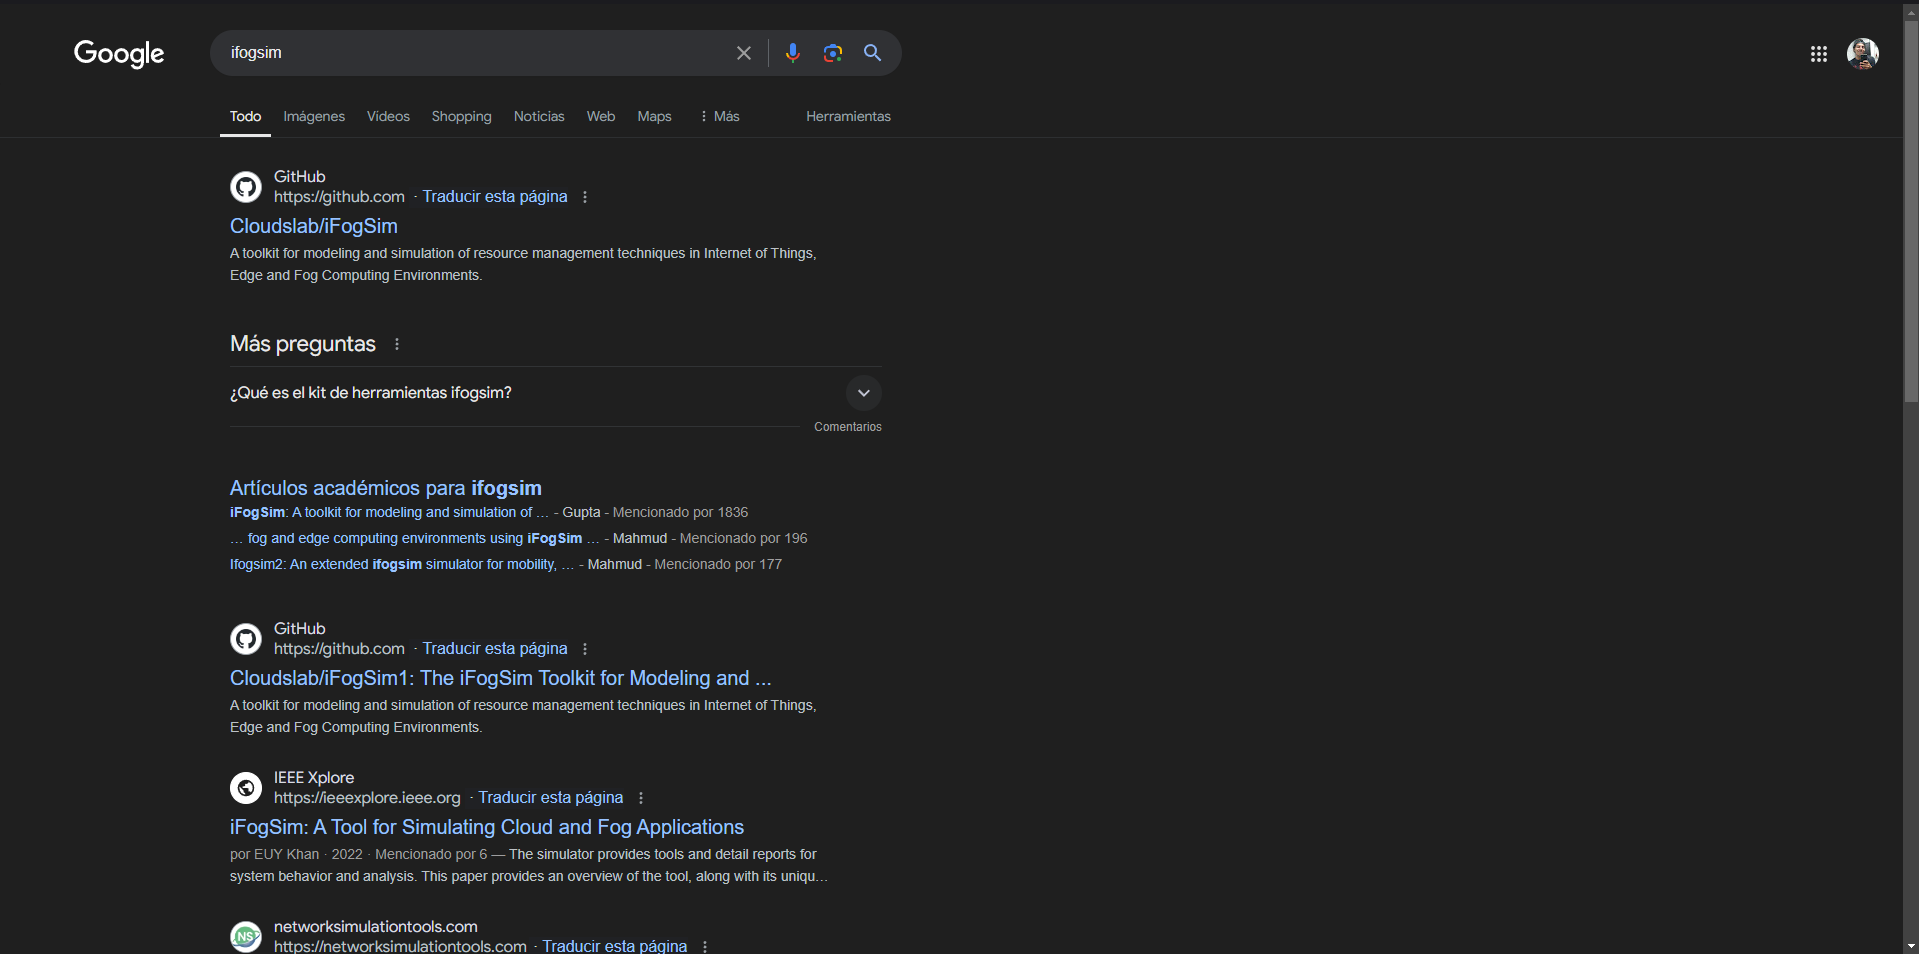 Google
ifogsim
Todo Imágenes Vídeos Shopping Noticias Web Maps Más Herramientas
GitHub
https://github.com · Traducir esta página
Cloudslab/iFogSim
A toolkit for modeling and simulation of resource management techniques in Internet of Things,
Edge and Fog Computing Environments.
Más preguntas
¿Qué es el kit de herramientas ifogsim?
Comentarios
Artículos académicos para ifogsim
iFogSim: A toolkit for modeling and simulation of … - Gupta - Mencionado por 1836
… fog and edge computing environments using iFogSim … - Mahmud - Mencionado por 196
Ifogsim2: An extended ifogsim simulator for mobility, … - Mahmud - Mencionado por 177
GitHub
https://github.com · Traducir esta página
Cloudslab/iFogSim1: The iFogSim Toolkit for Modeling and ...
A toolkit for modeling and simulation of resource management techniques in Internet of Things,
Edge and Fog Computing Environments.
IEEE Xplore
https://ieeexplore.ieee.org · Traducir esta página
iFogSim: A Tool for Simulating Cloud and Fog Applications
por EUY Khan · 2022 · Mencionado por 6 — The simulator provides tools and detail reports for
system behavior and analysis. This paper provides an overview of the tool, along with its uniqu…
NS
networksimulationtools.com
https://networksimulationtools.com · Traducir esta página